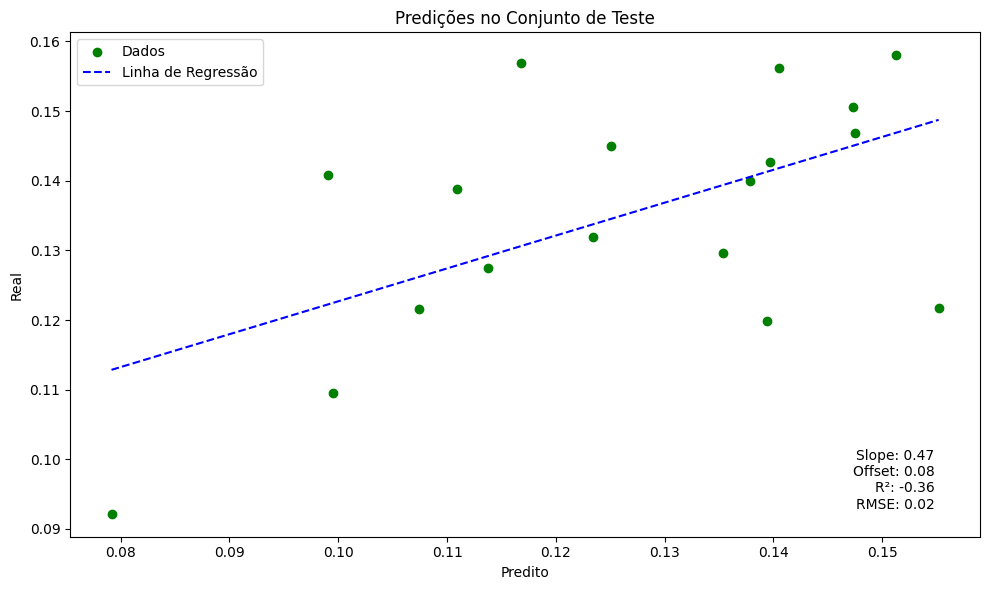 Predições no Conjunto de Teste
Dados
Linha de Regressão
0.16
0.15
0.14
0.13
0.12
0.11
0.10
0.09
Real
Slope: 0.47
Offset: 0.08
R²: -0.36
RMSE: 0.02
0.08 0.09 0.10 0.11 0.12 0.13 0.14 0.15
Predito